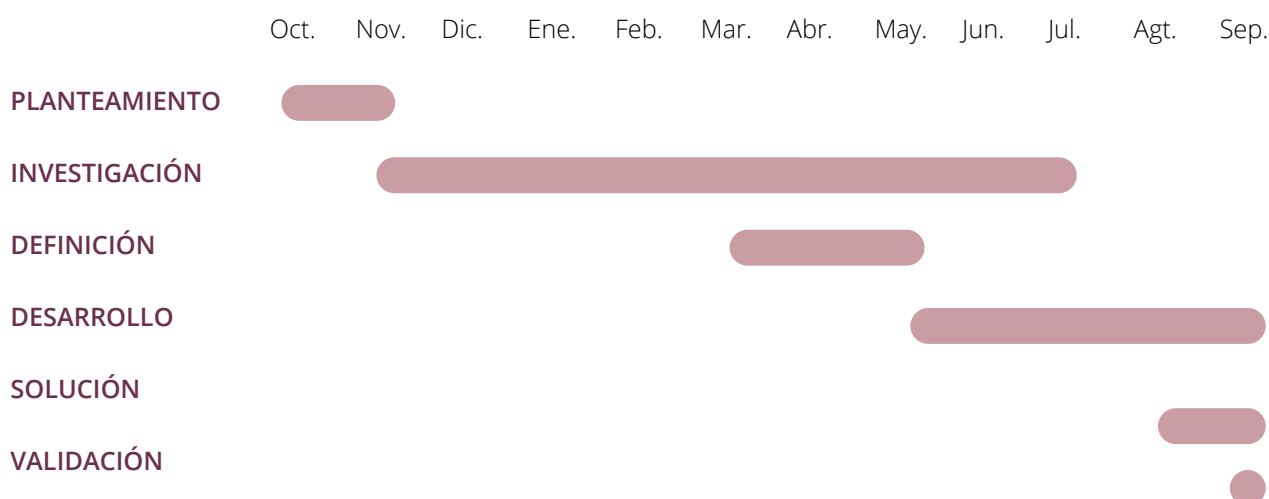 Oct. Nov. Dic. Ene. Feb. Mar. Abr. May. Jun. Jul. Agt. Sep.
PLANTEAMIENTO
INVESTIGACIÓN
DEFINICIÓN
DESARROLLO
SOLUCIÓN
VALIDACIÓN